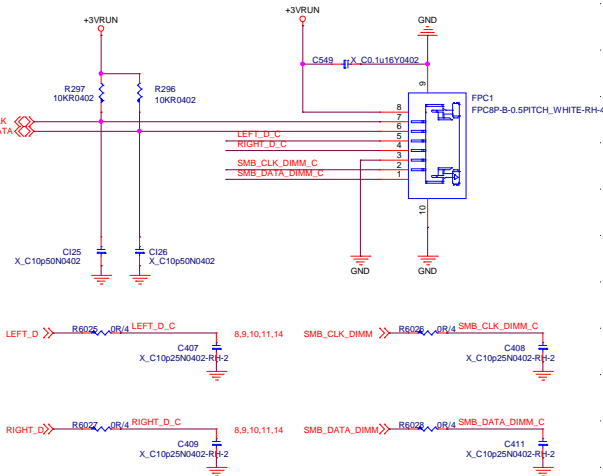 +3VRUN
+3VRUN
GND
C549
X_C0.1u16Y0402
R297
10KR0402
R296
10KR0402
9
FPC1
FPC8P-B-0.5PITCH_WHITE-RH-4
8
7
6
5
4
3
2
1
LK
ATA
LEFT_D_C
RIGHT_D_C
SMB_CLK_DIMM_C
SMB_DATA_DIMM_C
10
CI25
X_C10p50N0402
CI26
X_C10p50N0402
GND
GND
LEFT_D
R6025
0R/4
LEFT_D_C
C407
X_C10p25N0402-RH-2
8,9,10,11,14
SMB_CLK_DIMM
R6026
0R/4
SMB_CLK_DIMM_C
C408
X_C10p25N0402-RH-2
RIGHT_D
R6027
0R/4
RIGHT_D_C
C409
X_C10p25N0402-RH-2
8,9,10,11,14
SMB_DATA_DIMM
R6028
0R/4
SMB_DATA_DIMM_C
C411
X_C10p25N0402-RH-2